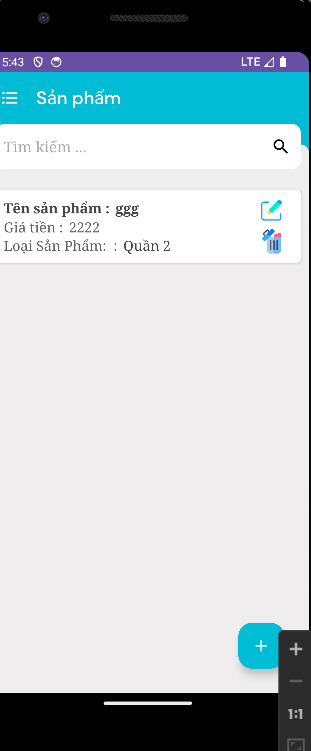 5:43 LTE
Sản phẩm
Tìm kiếm ...
Tên sản phẩm : ggg
Giá tiền : 2222
Loại Sản Phẩm: : Quần 2
+
+
−
1:1